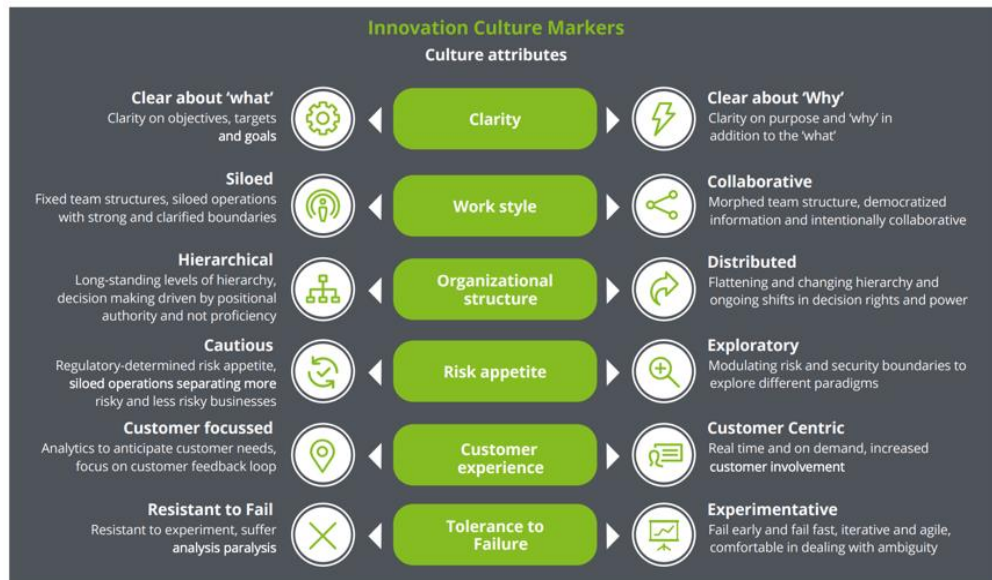 Innovation Culture Markers
Culture attributes
Clear about ‘what’
Clarity on objectives, targets
and goals
Clarity
Clear about ‘Why’
Clarity on purpose and ‘why’ in
addition to the ‘what’
Siloed
Fixed team structures, siloed operations
with strong and clarified boundaries
Work style
Collaborative
Morphed team structure, democratized
information and intentionally collaborative
Hierarchical
Long-standing levels of hierarchy,
decision making driven by positional
authority and not proficiency
Organizational
structure
Distributed
Flattening and changing hierarchy and
ongoing shifts in decision rights and power
Cautious
Regulatory-determined risk appetite,
siloed operations separating more
risky and less risky businesses
Risk appetite
Exploratory
Modulating risk and security boundaries to
explore different paradigms
Customer focussed
Analytics to anticipate customer needs,
focus on customer feedback loop
Customer
experience
Customer Centric
Real time and on demand, increased
customer involvement
Resistant to Fail
Resistant to experiment, suffer
analysis paralysis
Tolerance to
Failure
Experimentative
Fail early and fail fast, iterative and agile,
comfortable in dealing with ambiguity